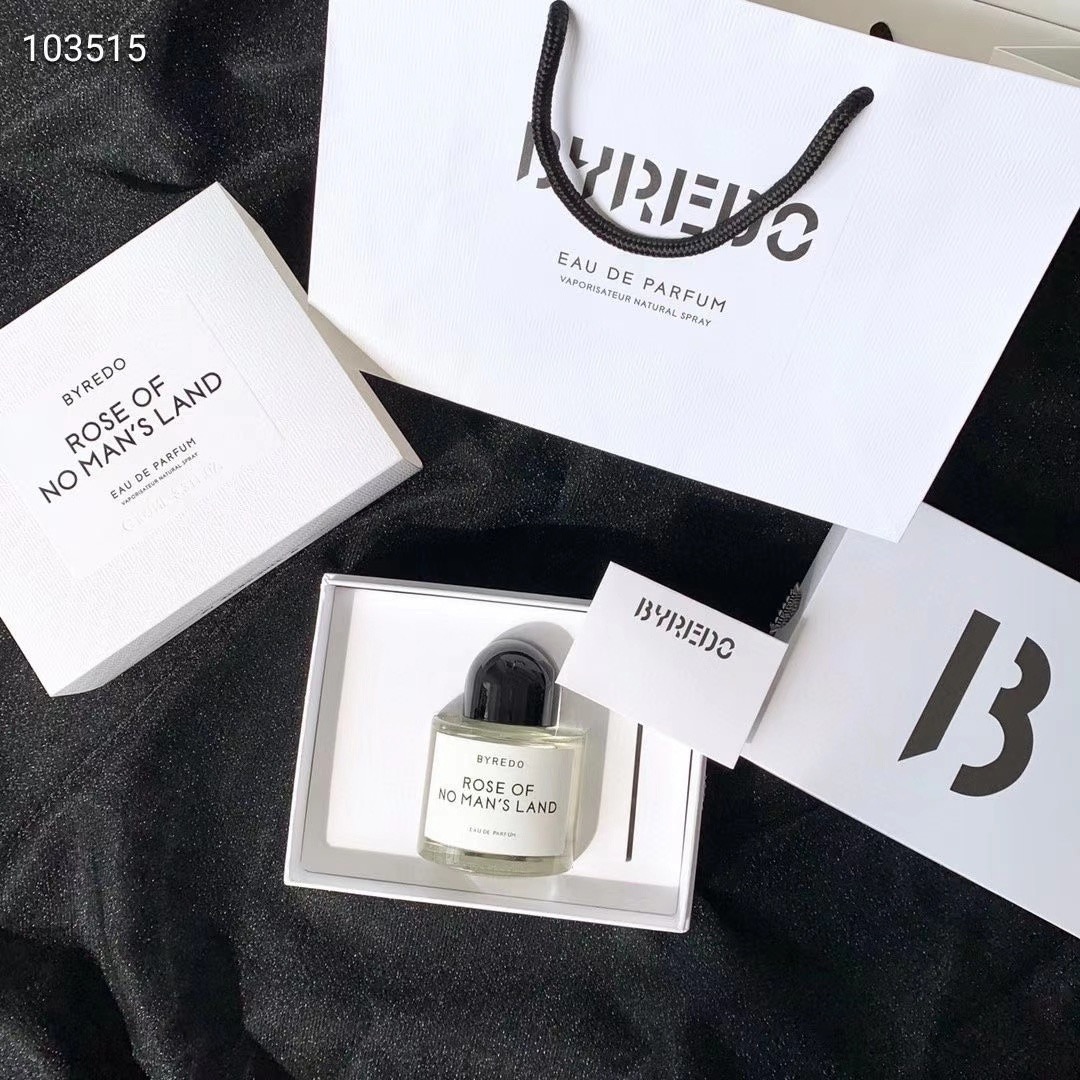 103515
BYREDO
EAU DE PARFUM
VAPORISATEUR NATURAL SPRAY
BYREDO
ROSE OF
NO MAN'S LAND
EAU DE PARFUM
VAPORISATEUR NATURAL SPRAY
BYREDO
B
BYREDO
ROSE OF
NO MAN'S LAND
EAU DE PARFUM